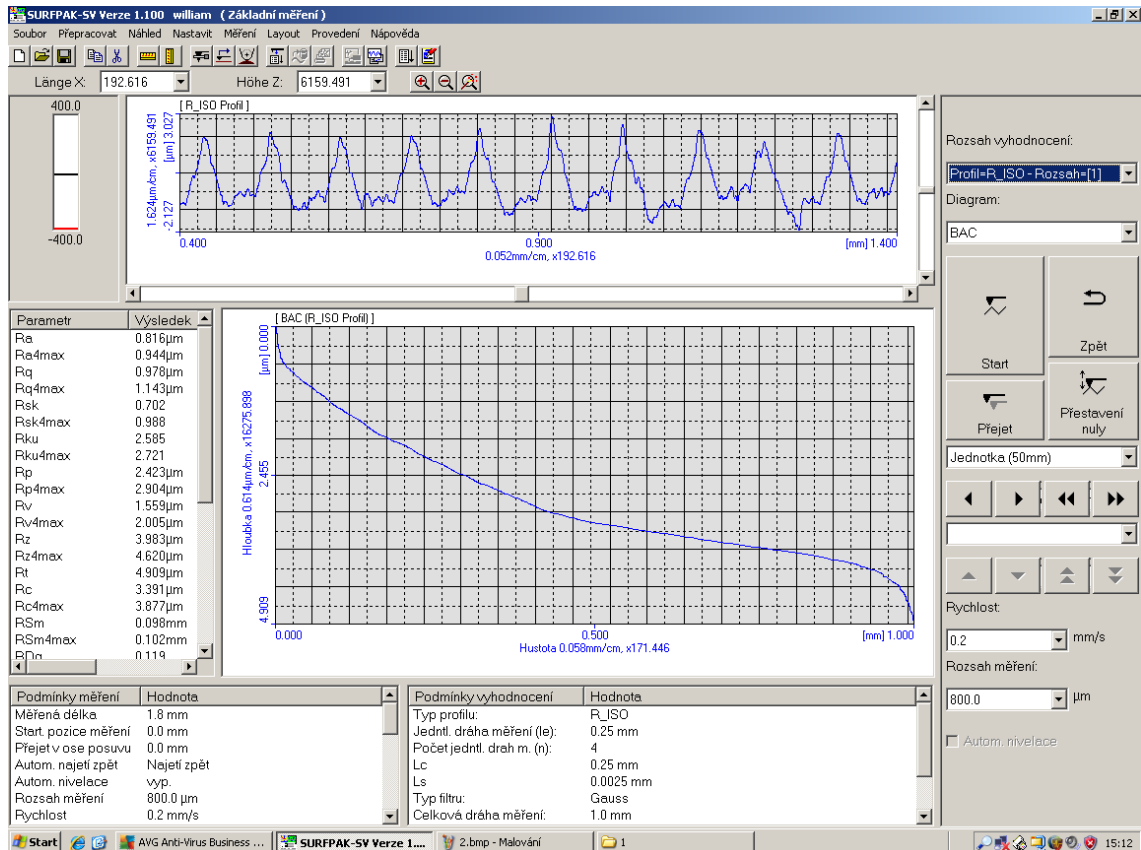 SURFPAK-SV Verze 1.100 william ( Základní měření )
Soubor Přepracovat Náhled Nastavit Měření Layout Provedení Nápověda
Länge X: 192.616 Höhe Z: 6159.491
400.0
-400.0
[ R_ISO Profil ]
1.624µm/cm, x6159.491
-2.127 [µm] 3.027
0.400 0.900 [mm] 1.400
0.052mm/cm, x192.616
Rozsah vyhodnocení:
Profil=R_ISO - Rozsah=[1]
Diagram:
BAC
Start
Zpět
Přejet
Přestavení nuly
Jednotka (50mm)
Rychlost:
0.2 mm/s
Rozsah měření:
800.0 µm
Autom. nivelace
Parametr Výsledek
Ra 0.816µm
Ra4max 0.944µm
Rq 0.978µm
Rq4max 1.143µm
Rsk 0.702
Rsk4max 0.988
Rku 2.585
Rku4max 2.721
Rp 2.423µm
Rp4max 2.904µm
Rv 1.559µm
Rv4max 2.005µm
Rz 3.983µm
Rz4max 4.620µm
Rt 4.909µm
Rc 3.391µm
Rc4max 3.877µm
RSm 0.098mm
RSm4max 0.102mm
RDq 0.119
[ BAC (R_ISO Profil) ]
Hloubka 0.614µm/cm, x16275.898
4.909 2.455 [µm] 0.000
0.000 0.500 [mm] 1.000
Hustota 0.058mm/cm, x171.446
Podmínky měření Hodnota
Měřená délka 1.8 mm
Start. pozice měření 0.0 mm
Přejet v ose posuvu 0.0 mm
Autom. najetí zpět Najetí zpět
Autom. nivelace vyp.
Rozsah měření 800.0 µm
Rychlost 0.2 mm/s
Podmínky vyhodnocení Hodnota
Typ profilu: R_ISO
Jedntl. dráha měření (le): 0.25 mm
Počet jedntl. drah m. (n): 4
Lc 0.25 mm
Ls 0.0025 mm
Typ filtru: Gauss
Celková dráha měření: 1.0 mm
Start AVG Anti-Virus Business ... SURFPAK-SV Verze 1.... 2.bmp - Malování 1 15:12